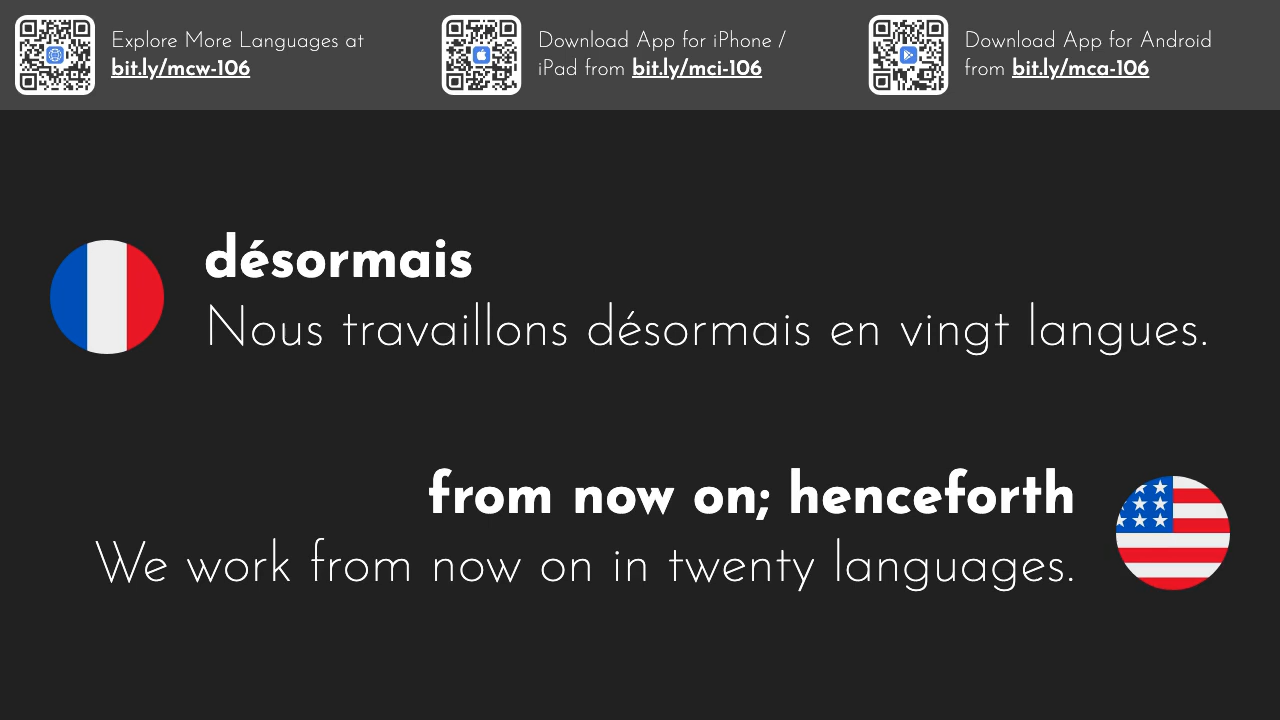 Explore More Languages at
bit.ly/mcw-106
Download App for iPhone /
iPad from bit.ly/mci-106
Download App for Android
from bit.ly/mca-106
désormais
Nous travaillons désormais en vingt langues.
from now on; henceforth
We work from now on in twenty languages.